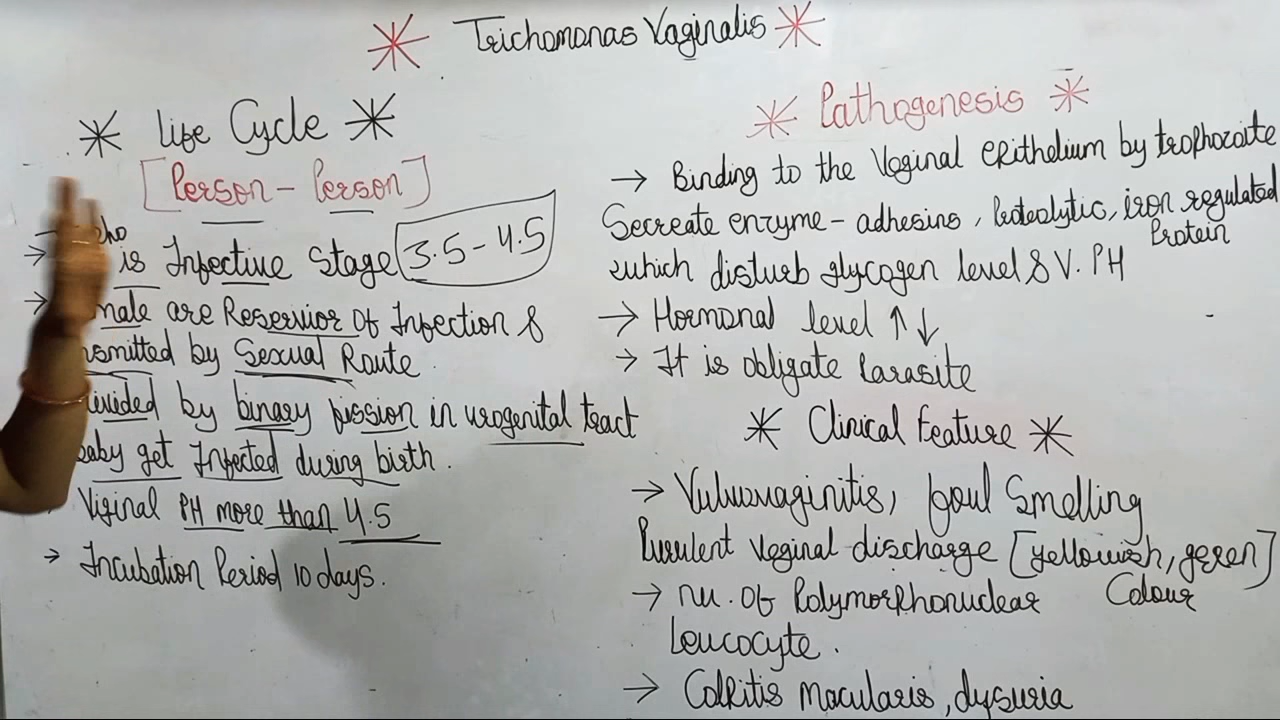 Trichomonas Vaginalis
Life Cycle
[Person - Person]
is Infective Stage 3.5-4.5
are Reservior of Infection &
by Sexual Route.
by binary fission in urogenital tract
get Infected during birth.
Viginal PH more than 4.5
→ Incubation Period 10 days.
Pathogenesis
→ Binding to the Vaginal epithelium by trophozoite
Secreate enzyme - adhesins, Proteolytic, iron regulated
Protein
which disturb glycogen level & V. PH
→ Hormonal level ↑↓
→ It is obligate Parasite
Clinical Feature
→ Vulvovaginitis, foul Smelling
Purulent Vaginal discharge [yellowish, green]
Colour
→ nu. of Polymorphonuclear
Leucocyte.
→ Colpitis Macularis, dysuria